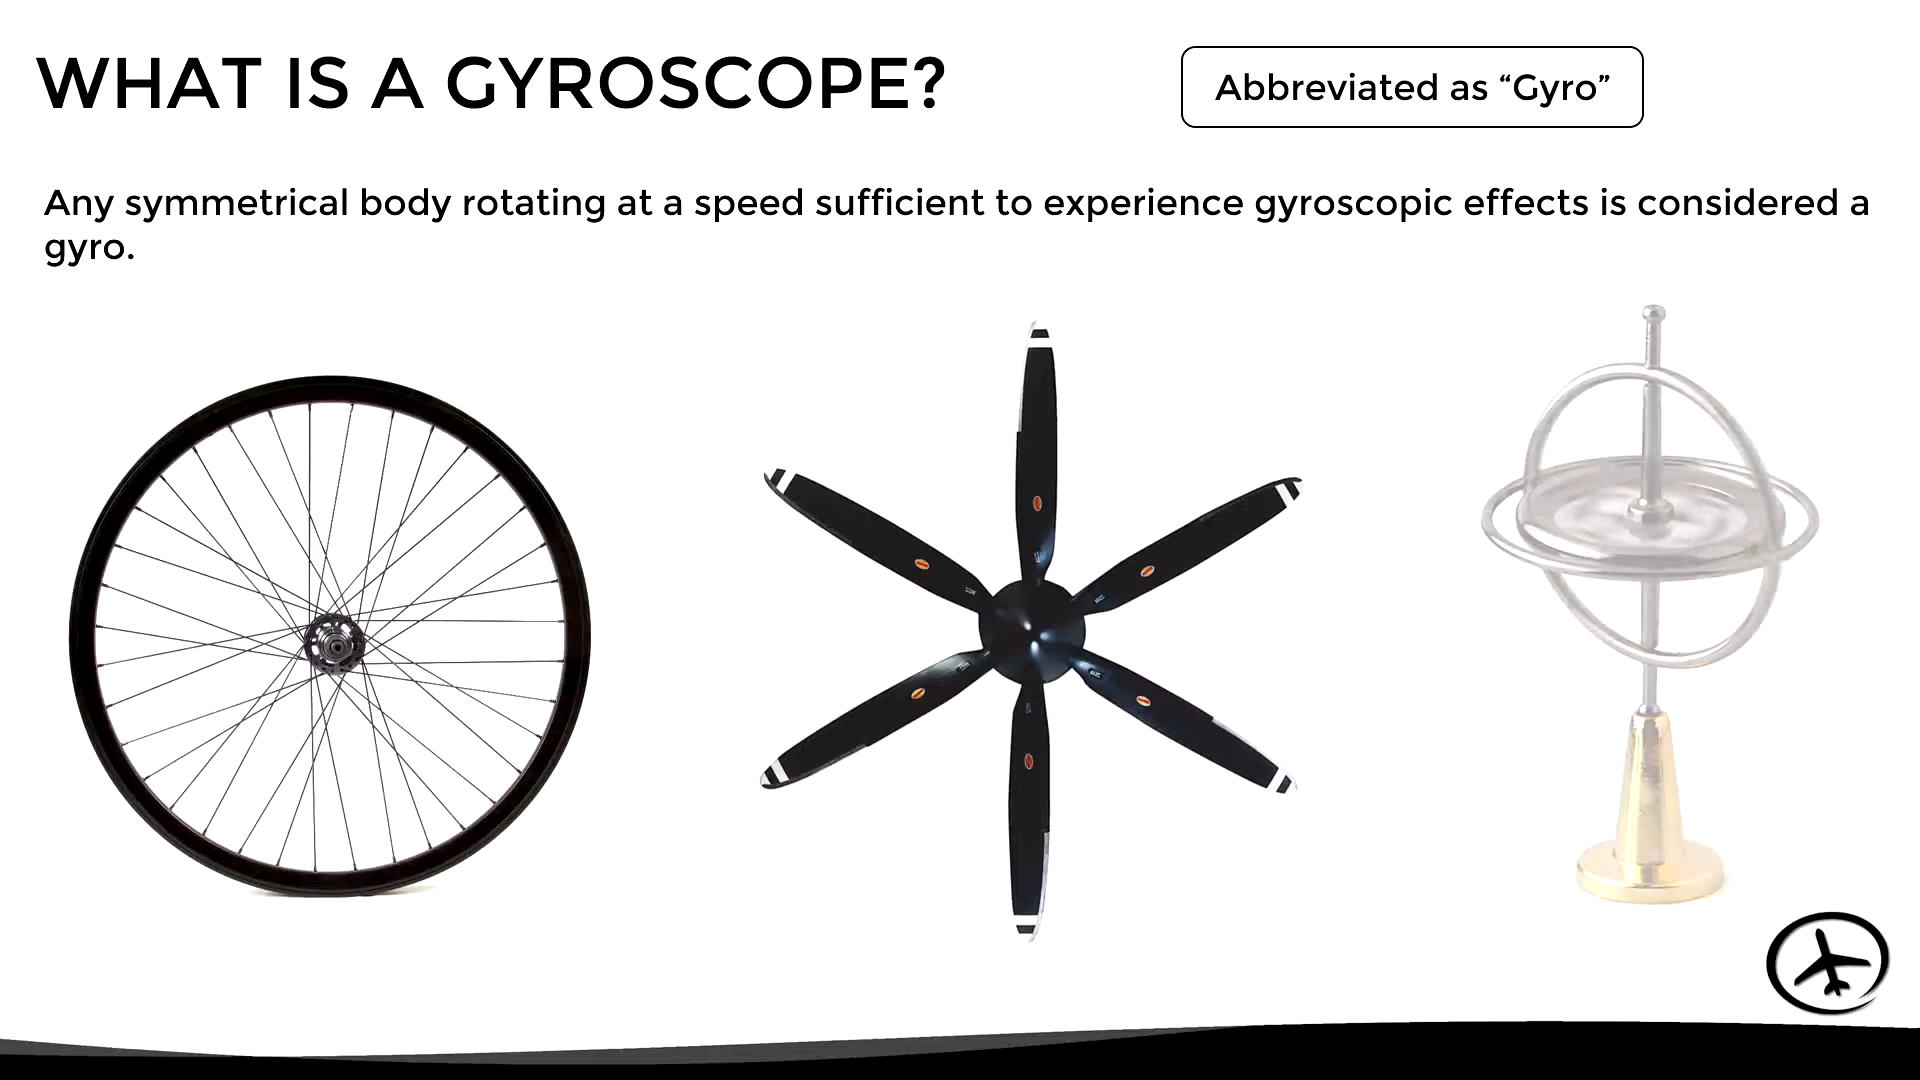 WHAT IS A GYROSCOPE?
Abbreviated as “Gyro”
Any symmetrical body rotating at a speed sufficient to experience gyroscopic effects is considered a
gyro.